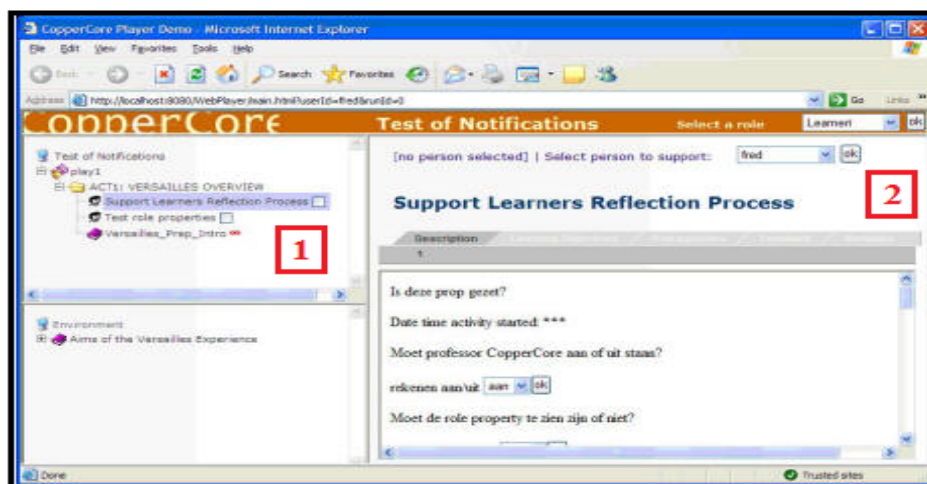 CopperCore Player Demo - Microsoft Internet Explorer
File Edit View Favorites Tools Help
Back Search Favorites
Address http://localhost:8080/WebPlayer/main.html?userId=fred&runId=3 Go Links
COPPERCORE Test of Notifications Select a role Learneri ok
Test of Notifications
play1
ACT1: VERSAILLES OVERVIEW
Support Learners Reflection Process
Test role properties
Versailles_Prep_Intro
1
Environment
Aims of the Versailles Experience
[no person selected] | Select person to support: fred ok
2
Support Learners Reflection Process
Description
1
Is deze prop gezet?
Date time activity started: ***
Moet professor CopperCore aan of uit staan?
rekenen aan/uit aan ok
Moet de role property te zien zijn of niet?
Done Trusted sites